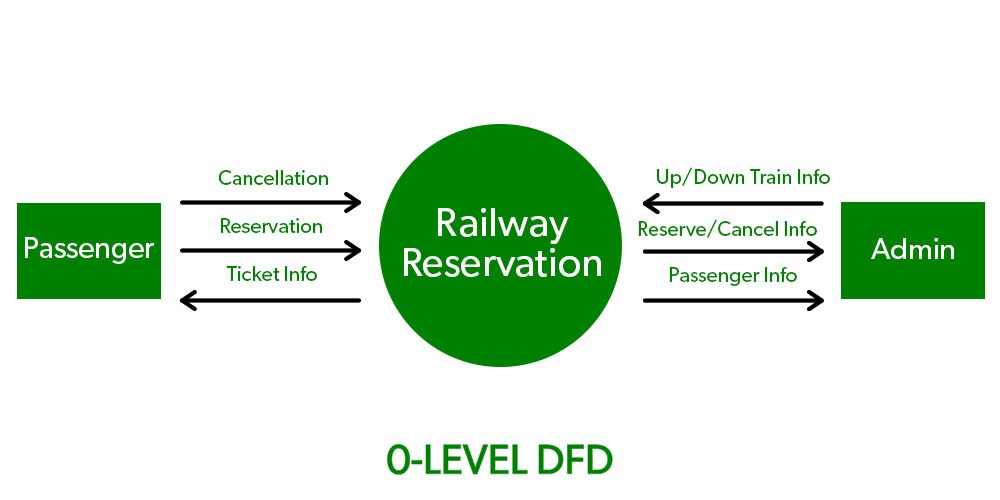 Cancellation
Up/Down Train Info
Reservation
Railway
Reserve/Cancel Info
Passenger
Reservation
Admin
Ticket Info
Passenger Info
0-LEVEL DFD